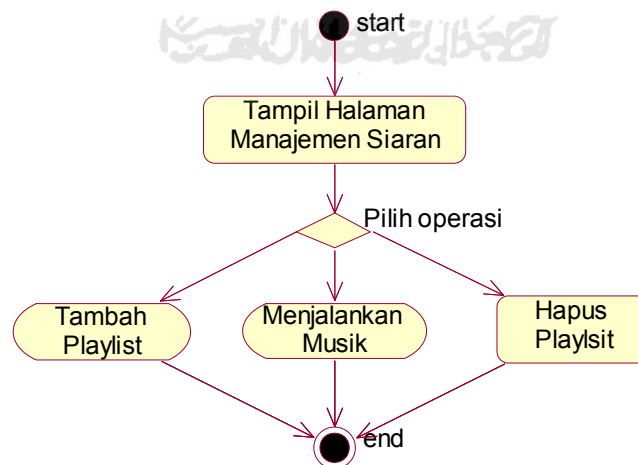 start
Tampil Halaman
Manajemen Siaran
Pilih operasi
Tambah
Playlist
Menjalankan
Musik
Hapus
Playlsit
end